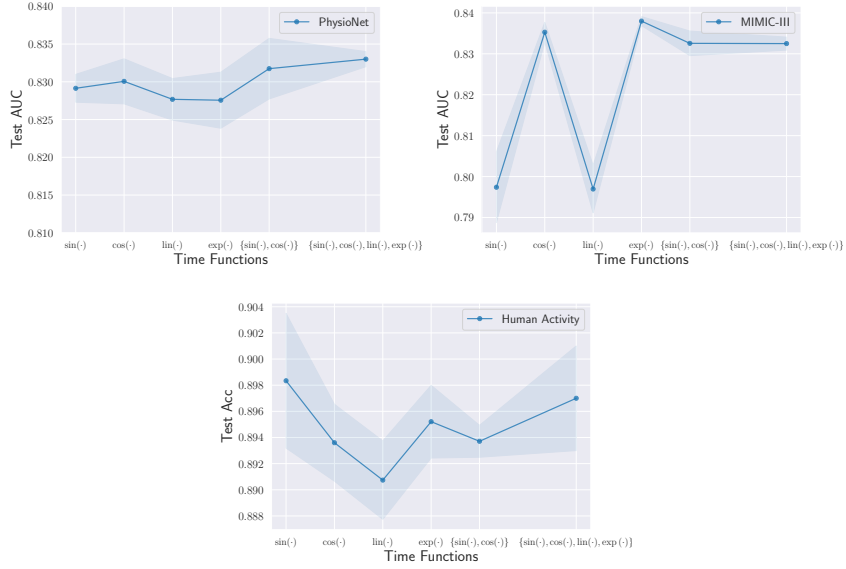 PhysioNet
Test AUC
0.840
0.835
0.830
0.825
0.820
0.815
0.810
sin(·) cos(·) lin(·) exp(·) {sin(·), cos(·)} {sin(·), cos(·), lin(·), exp (·)}
Time Functions
MIMIC-III
Test AUC
0.84
0.83
0.82
0.81
0.80
0.79
sin(·) cos(·) lin(·) exp(·) {sin(·), cos(·)} {sin(·), cos(·), lin(·), exp (·)}
Time Functions
Human Activity
Test Acc
0.904
0.902
0.900
0.898
0.896
0.894
0.892
0.890
0.888
sin(·) cos(·) lin(·) exp(·) {sin(·), cos(·)} {sin(·), cos(·), lin(·), exp (·)}
Time Functions